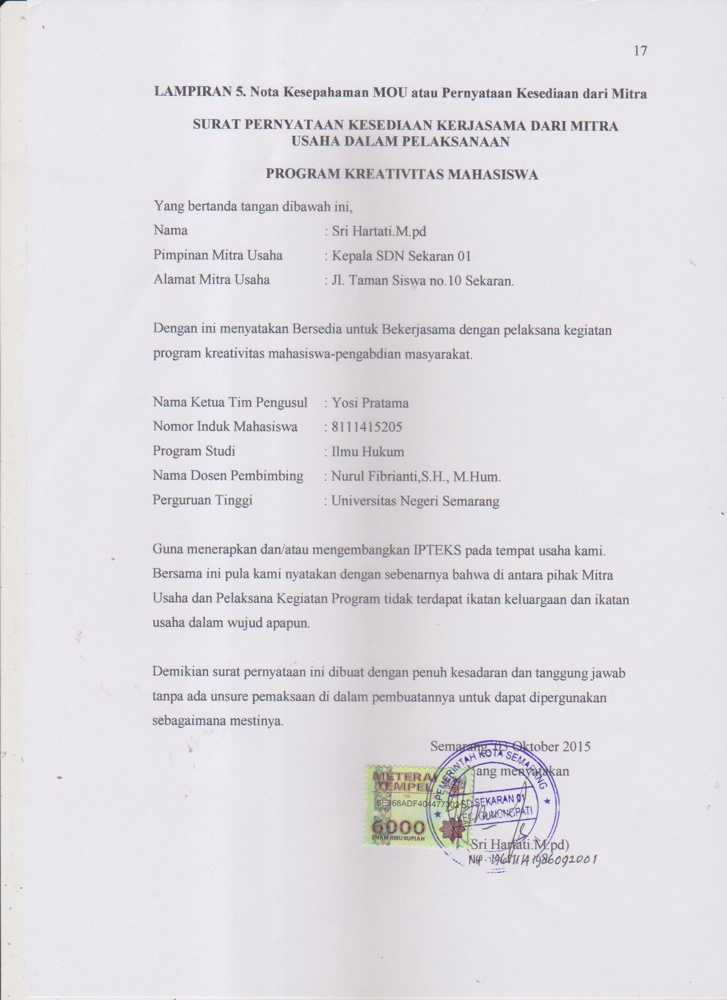 17
LAMPIRAN 5. Nota Kesepahaman MOU atau Pernyataan Kesediaan dari Mitra
SURAT PERNYATAAN KESEDIAAN KERJASAMA DARI MITRA
USAHA DALAM PELAKSANAAN
PROGRAM KREATIVITAS MAHASISWA
Yang bertanda tangan dibawah ini,
Nama : Sri Hartati.M.pd
Pimpinan Mitra Usaha : Kepala SDN Sekaran 01
Alamat Mitra Usaha : Jl. Taman Siswa no.10 Sekaran.
Dengan ini menyatakan Bersedia untuk Bekerjasama dengan pelaksana kegiatan
program kreativitas mahasiswa-pengabdian masyarakat.
Nama Ketua Tim Pengusul : Yosi Pratama
Nomor Induk Mahasiswa : 8111415205
Program Studi : Ilmu Hukum
Nama Dosen Pembimbing : Nurul Fibrianti,S.H., M.Hum.
Perguruan Tinggi : Universitas Negeri Semarang
Guna menerapkan dan/atau mengembangkan IPTEKS pada tempat usaha kami.
Bersama ini pula kami nyatakan dengan sebenarnya bahwa di antara pihak Mitra
Usaha dan Pelaksana Kegiatan Program tidak terdapat ikatan keluargaan dan ikatan
usaha dalam wujud apapun.
Demikian surat pernyataan ini dibuat dengan penuh kesadaran dan tanggung jawab
tanpa ada unsure pemaksaan di dalam pembuatannya untuk dapat dipergunakan
sebagaimana mestinya.
Semarang, 03 Oktober 2015
Yang menyatakan
METERAI
TEMPEL
TGL
6E368ADF404477302
6000
ENAM RIBU RUPIAH
PEMERINTAH KOTA SEMARANG
SD SEKARAN 01
KEC. GUNUNGPATI
(Sri Hartati.M.pd)
NIP.